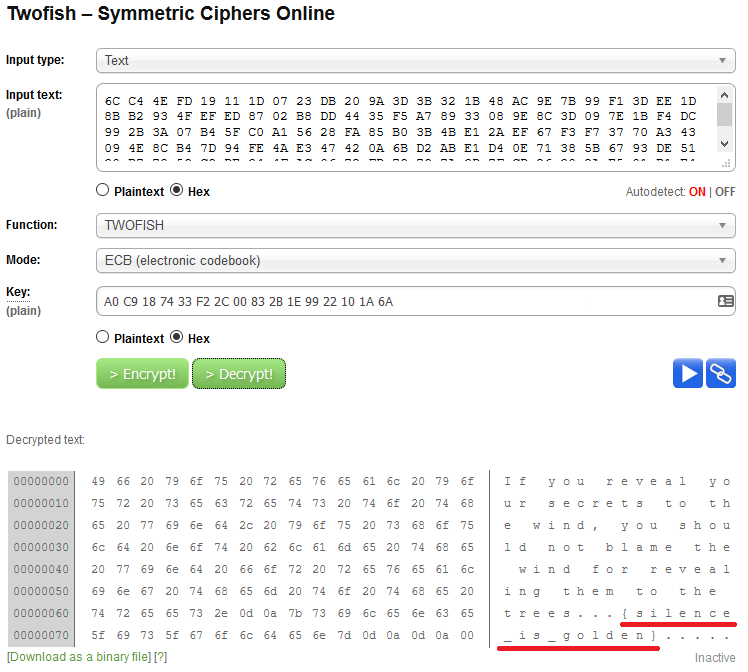 Twofish – Symmetric Ciphers Online
Input type:
Text
Input text:
(plain)
6C C4 4E FD 19 11 1D 07 23 DB 20 9A 3D 3B 32 1B 48 AC 9E 7B 99 F1 3D EE 1D
8B B2 93 4F EF ED 87 02 B8 DD 44 35 F5 A7 89 33 08 9E 8C 3D 09 7E 1B F4 DC
99 2B 3A 07 B4 5F C0 A1 56 28 FA 85 B0 3B 4B E1 2A EF 67 F3 F7 37 70 A3 43
09 4E 8C B4 7D 94 FE 4A E3 47 42 0A 6B D2 AB E1 D4 0E 71 38 5B 67 93 DE 51
Plaintext Hex
Autodetect: ON | OFF
Function:
TWOFISH
Mode:
ECB (electronic codebook)
Key:
(plain)
A0 C9 18 74 33 F2 2C 00 83 2B 1E 99 22 10 1A 6A
Plaintext Hex
> Encrypt! > Decrypt!
Decrypted text:
00000000 49 66 20 79 6f 75 20 72 65 76 65 61 6c 20 79 6f If you reveal yo
00000010 75 72 20 73 65 63 72 65 74 73 20 74 6f 20 74 68 ur secrets to th
00000020 65 20 77 69 6e 64 2c 20 79 6f 75 20 73 68 6f 75 e wind, you shou
00000030 6c 64 20 6e 6f 74 20 62 6c 61 6d 65 20 74 68 65 ld not blame the
00000040 20 77 69 6e 64 20 66 6f 72 20 72 65 76 65 61 6c wind for reveal
00000050 69 6e 67 20 74 68 65 6d 20 74 6f 20 74 68 65 20 ing them to the
00000060 74 72 65 65 73 2e 0d 0a 7b 73 69 6c 65 6e 63 65 trees...{silence
00000070 5f 69 73 5f 67 6f 6c 64 65 6e 7d 0d 0a 0d 0a 00 _is_golden}.....
[Download as a binary file] [?]
Inactive